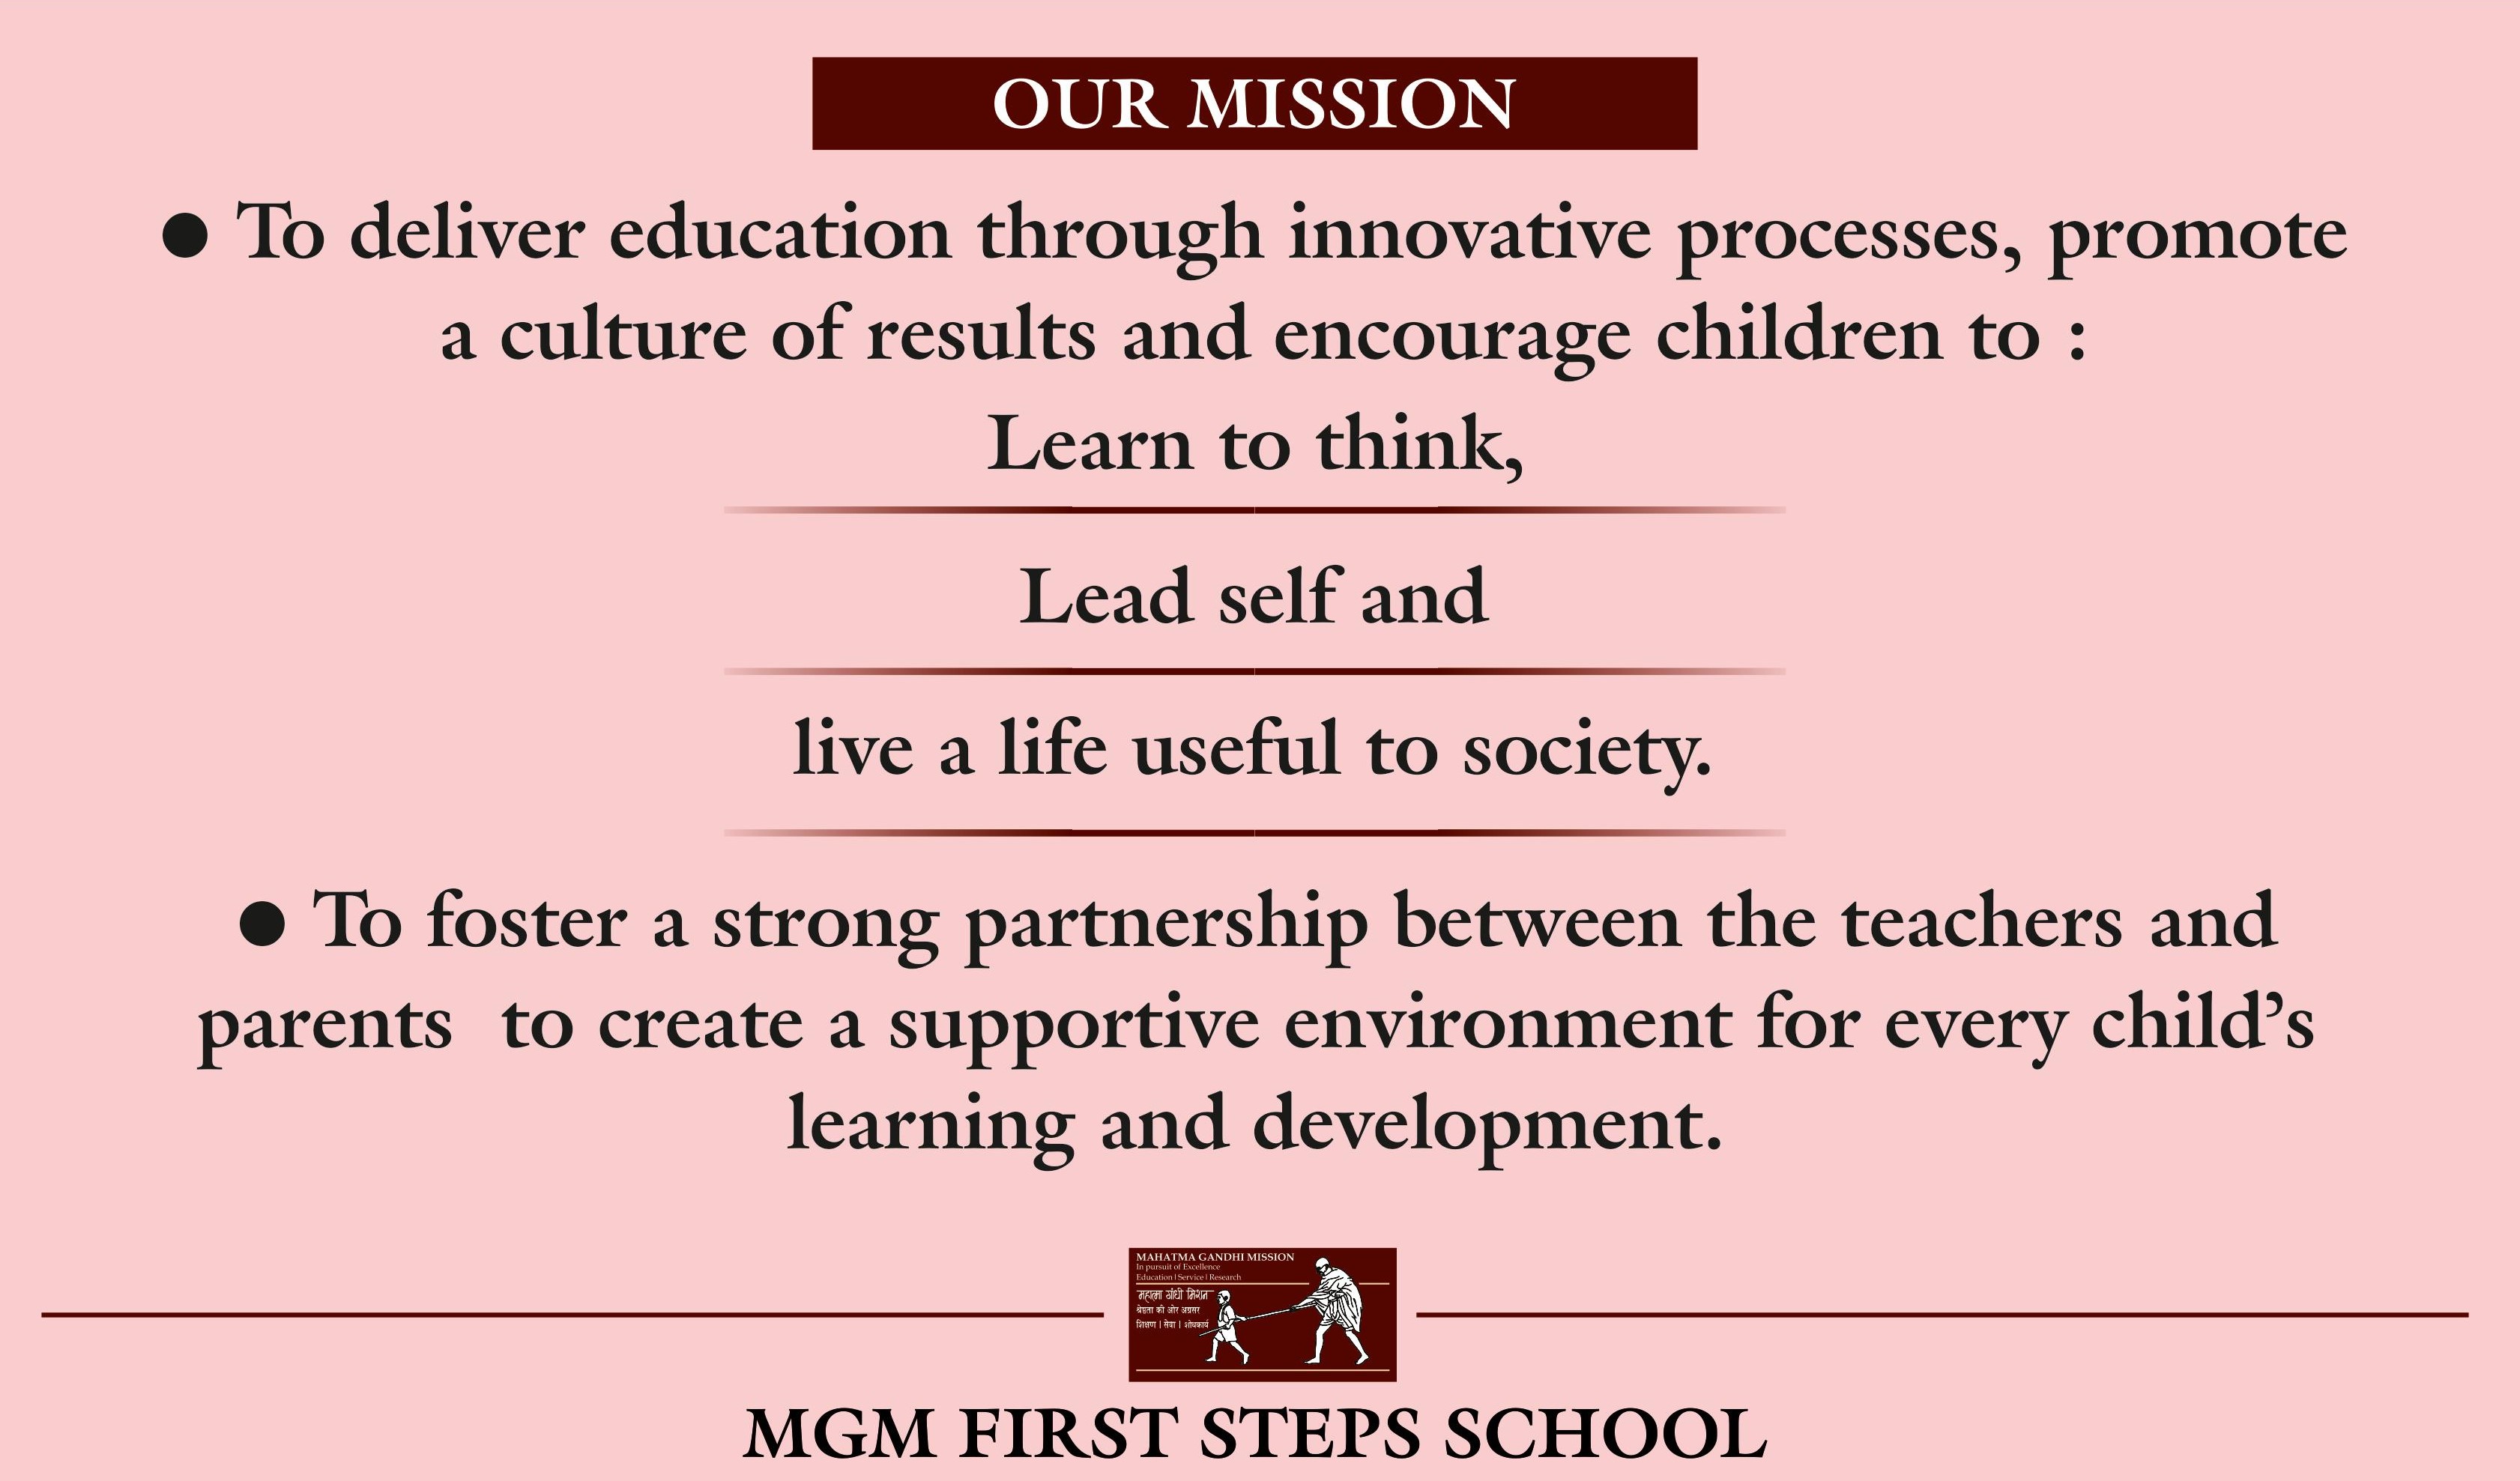 OUR MISSION
● To deliver education through innovative processes, promote
a culture of results and encourage children to :
Learn to think,
Lead self and
live a life useful to society.
● To foster a strong partnership between the teachers and
parents  to create a supportive environment for every child’s
learning and development.
MAHATMA GANDHI MISSION
In pursuit of Excellence
Education | Service | Research
महात्मा गांधी मिशन
श्रेष्ठता की ओर अग्रसर
शिक्षण | सेवा | शोधकार्य
MGM FIRST STEPS SCHOOL